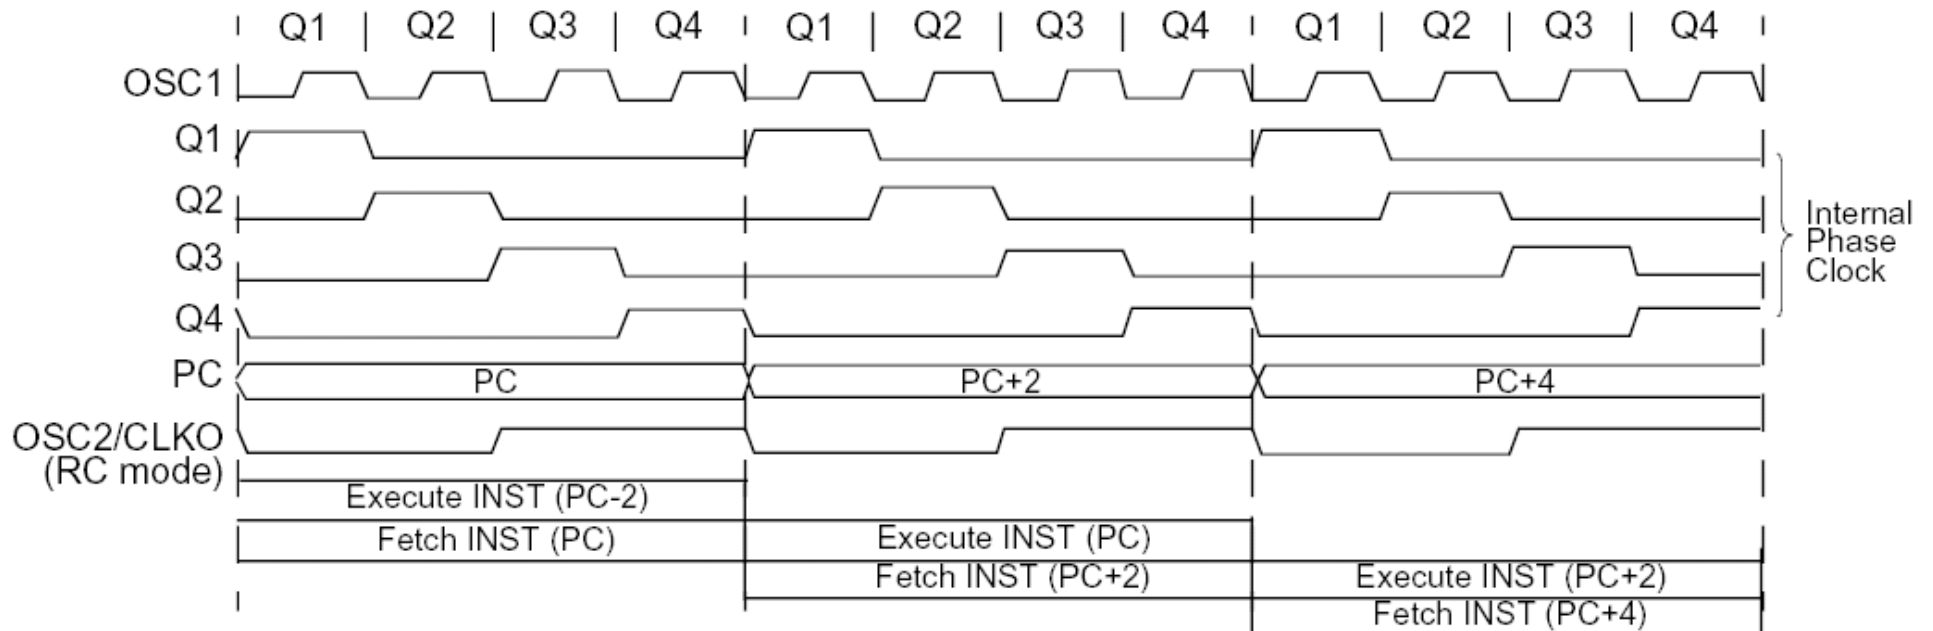 Q1 Q2 Q3 Q4 Q1 Q2 Q3 Q4 Q1 Q2 Q3 Q4
OSC1
Q1
Q2
Q3
Q4
Internal
Phase
Clock
PC PC PC+2 PC+4
OSC2/CLKO
(RC mode)
Execute INST (PC-2)
Fetch INST (PC) Execute INST (PC)
Fetch INST (PC+2) Execute INST (PC+2)
Fetch INST (PC+4)